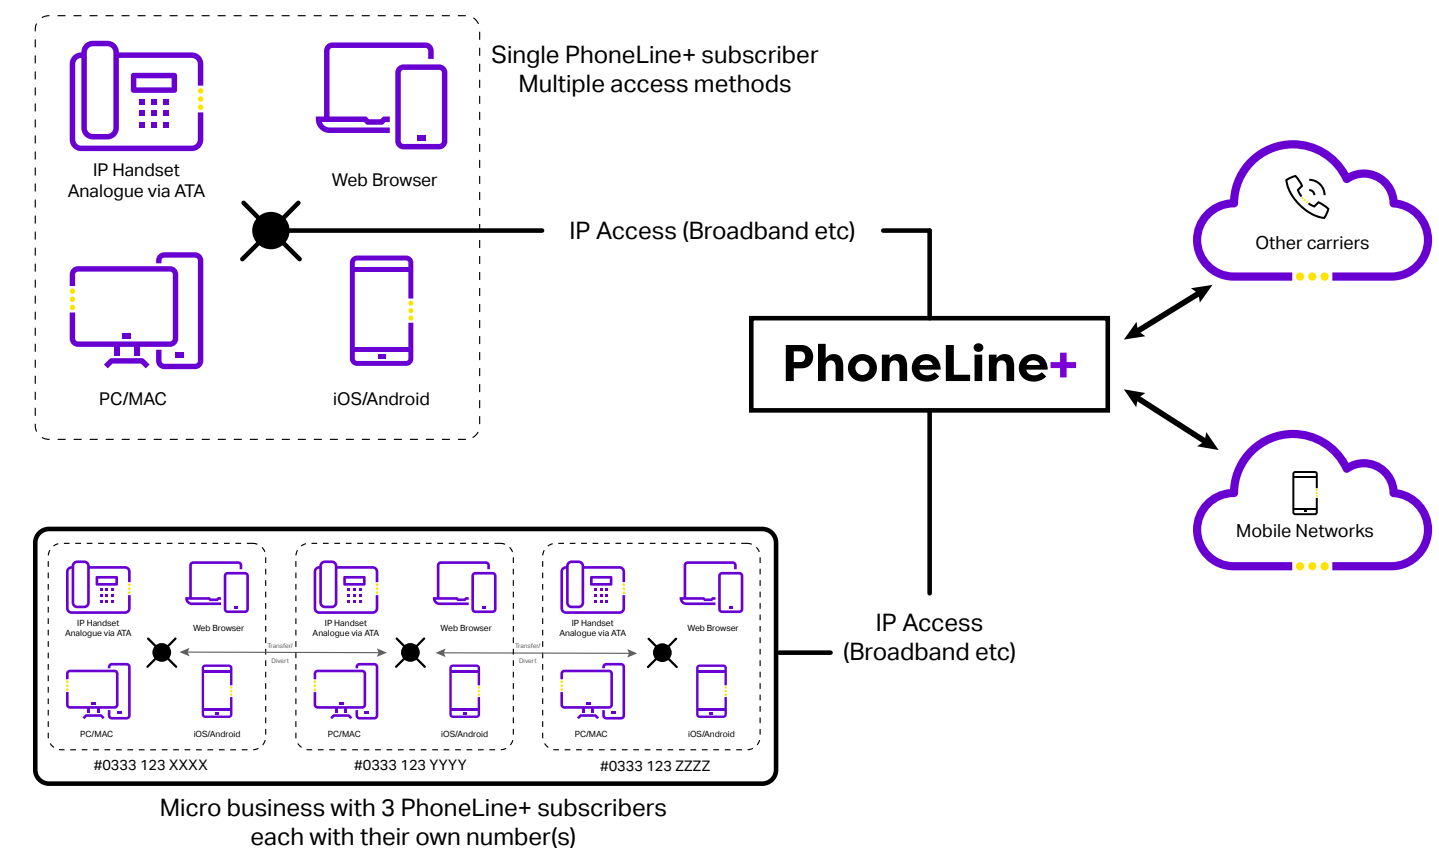 Single PhoneLine+ subscriber
Multiple access methods
IP Handset
Analogue via ATA
Web Browser
PC/MAC
iOS/Android
IP Access (Broadband etc)
PhoneLine+
Other carriers
Mobile Networks
IP Access
(Broadband etc)
IP Handset
Analogue via ATA
Web Browser
PC/MAC
iOS/Android
#0333 123 XXXX
Transfer/
Divert
IP Handset
Analogue via ATA
Web Browser
PC/MAC
iOS/Android
#0333 123 YYYY
Transfer/
Divert
IP Handset
Analogue via ATA
Web Browser
PC/MAC
iOS/Android
#0333 123 ZZZZ
Micro business with 3 PhoneLine+ subscribers
each with their own number(s)